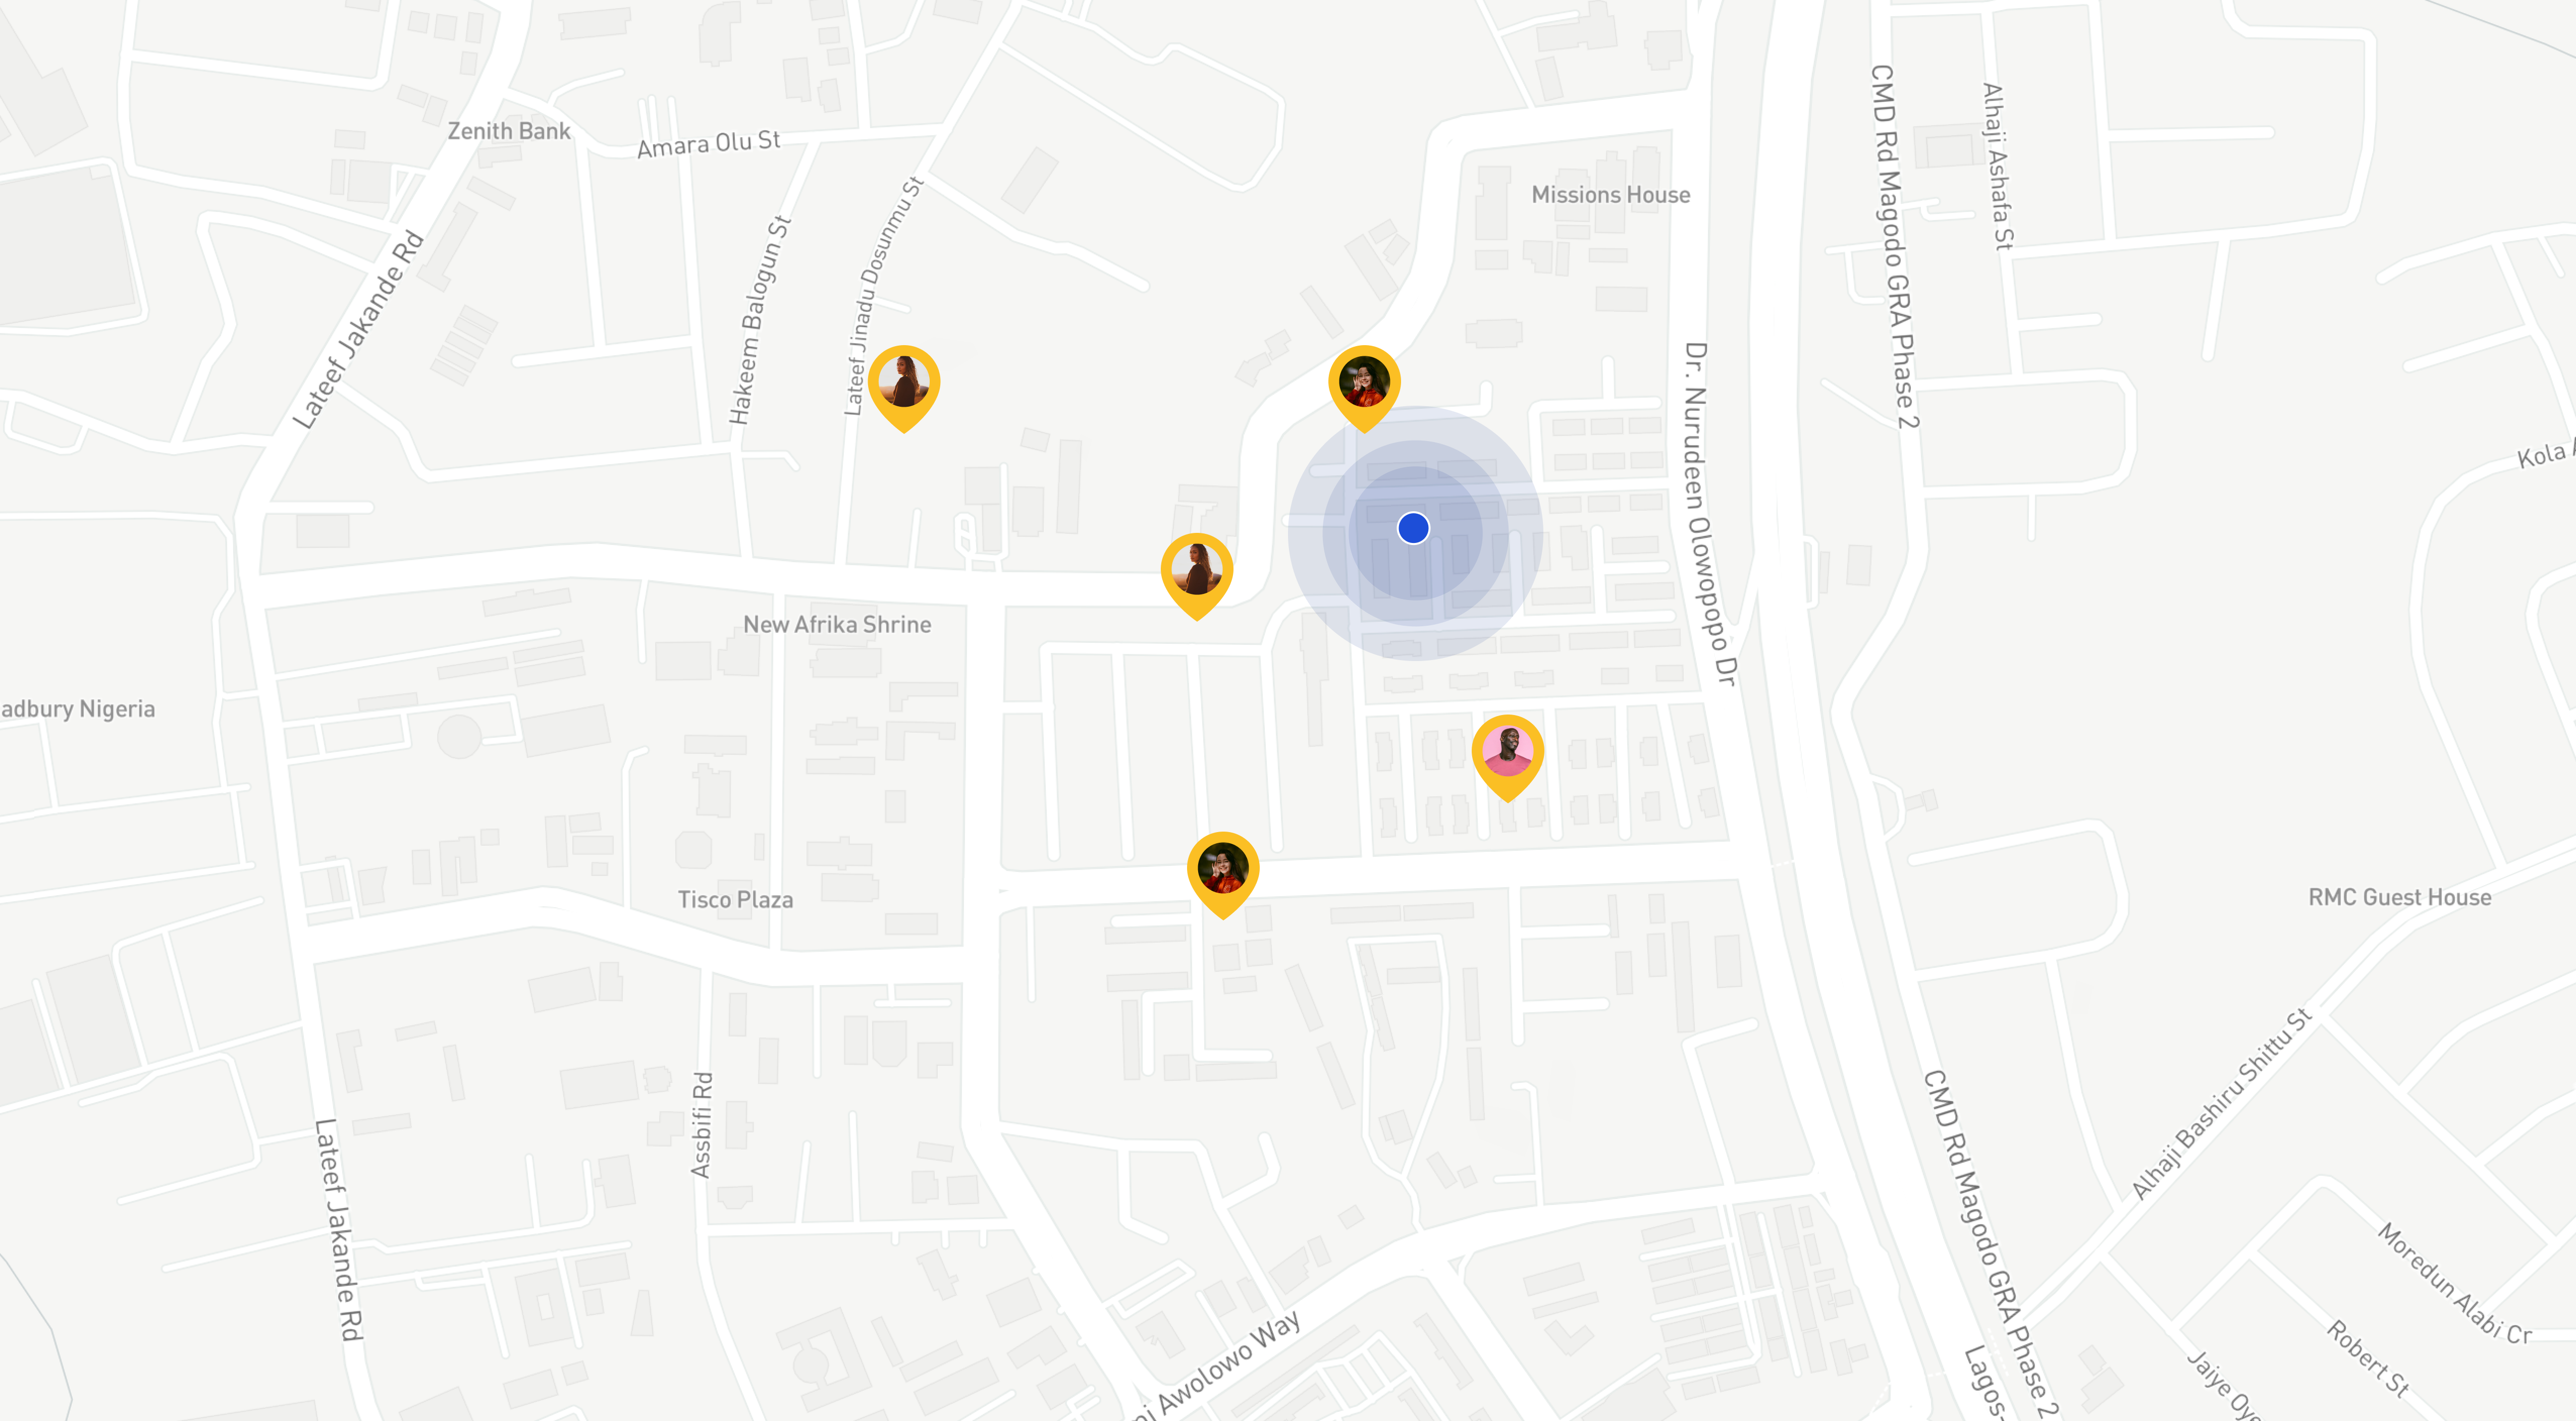 Zenith Bank
Amara Olu St
Missions House
CMD Rd Magodo GRA Phase 2
Alhaji Ashafa St
Lateef Jakande Rd
Hakeem Balogun St
Lateef Jinadu Dosunmu St
Dr. Nurudeen Olowopopo Dr
Kola
New Afrika Shrine
adbury Nigeria
Tisco Plaza
RMC Guest House
Alhaji Bashiru Shittu St
Assbifi Rd
Lateef Jakande Rd
CMD Rd Magodo GRA Phase 2
Moredun Alabi Cr
Robert St
Jaiye Oye
Awolowo Way
Lagos-